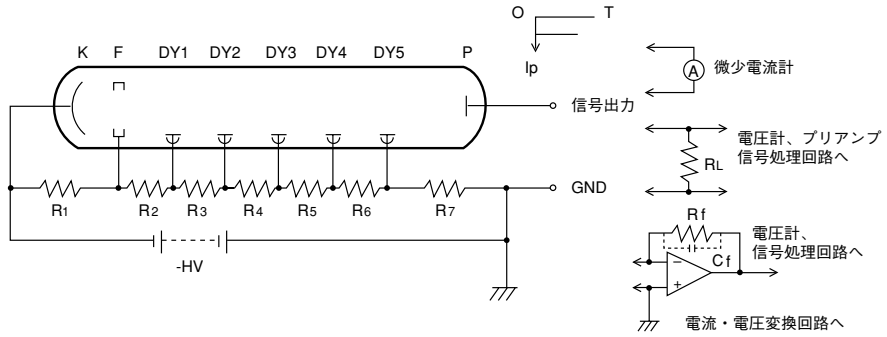 O T
Ip
K F DY1 DY2 DY3 DY4 DY5 P
A 微少電流計
信号出力
電圧計、プリアンプ
信号処理回路へ
RL
GND
R1 R2 R3 R4 R5 R6 R7
-HV
Rf
Cf
電圧計、
信号処理回路へ
−
+
電流・電圧変換回路へ